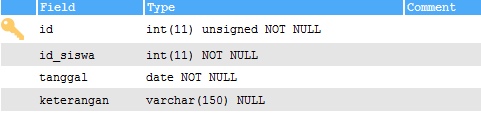 Field Type Comment
id int(11) unsigned NOT NULL
id_siswa int(11) NOT NULL
tanggal date NOT NULL
keterangan varchar(150) NULL